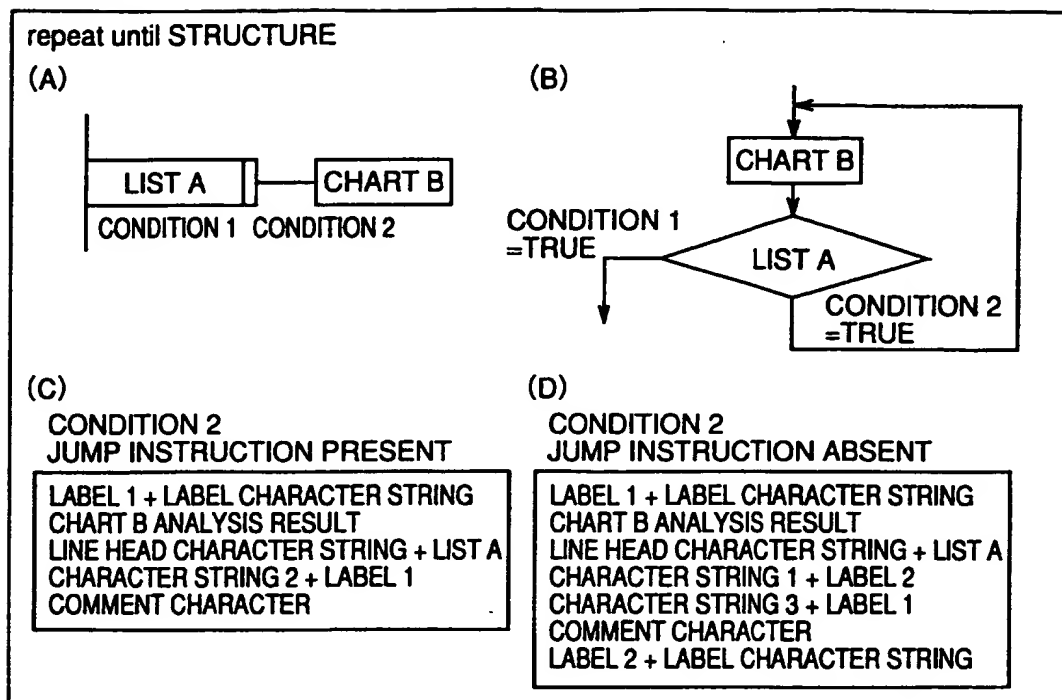 repeat until STRUCTURE
(A)
LIST A
CHART B
CONDITION 1 CONDITION 2
(B)
CHART B
CONDITION 1
=TRUE
LIST A
CONDITION 2
=TRUE
(C)
CONDITION 2
JUMP INSTRUCTION PRESENT
LABEL 1 + LABEL CHARACTER STRING
CHART B ANALYSIS RESULT
LINE HEAD CHARACTER STRING + LIST A
CHARACTER STRING 2 + LABEL 1
COMMENT CHARACTER
(D)
CONDITION 2
JUMP INSTRUCTION ABSENT
LABEL 1 + LABEL CHARACTER STRING
CHART B ANALYSIS RESULT
LINE HEAD CHARACTER STRING + LIST A
CHARACTER STRING 1 + LABEL 2
CHARACTER STRING 3 + LABEL 1
COMMENT CHARACTER
LABEL 2 + LABEL CHARACTER STRING